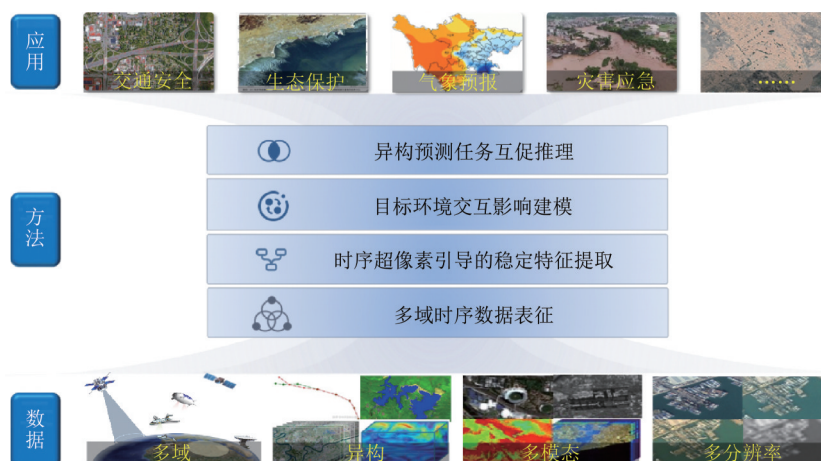 应用
交通安全
生态保护
气象预报
灾害应急
……
方法
异构预测任务互促推理
目标环境交互影响建模
时序超像素引导的稳定特征提取
多域时序数据表征
数据
多域
异构
多模态
多分辨率